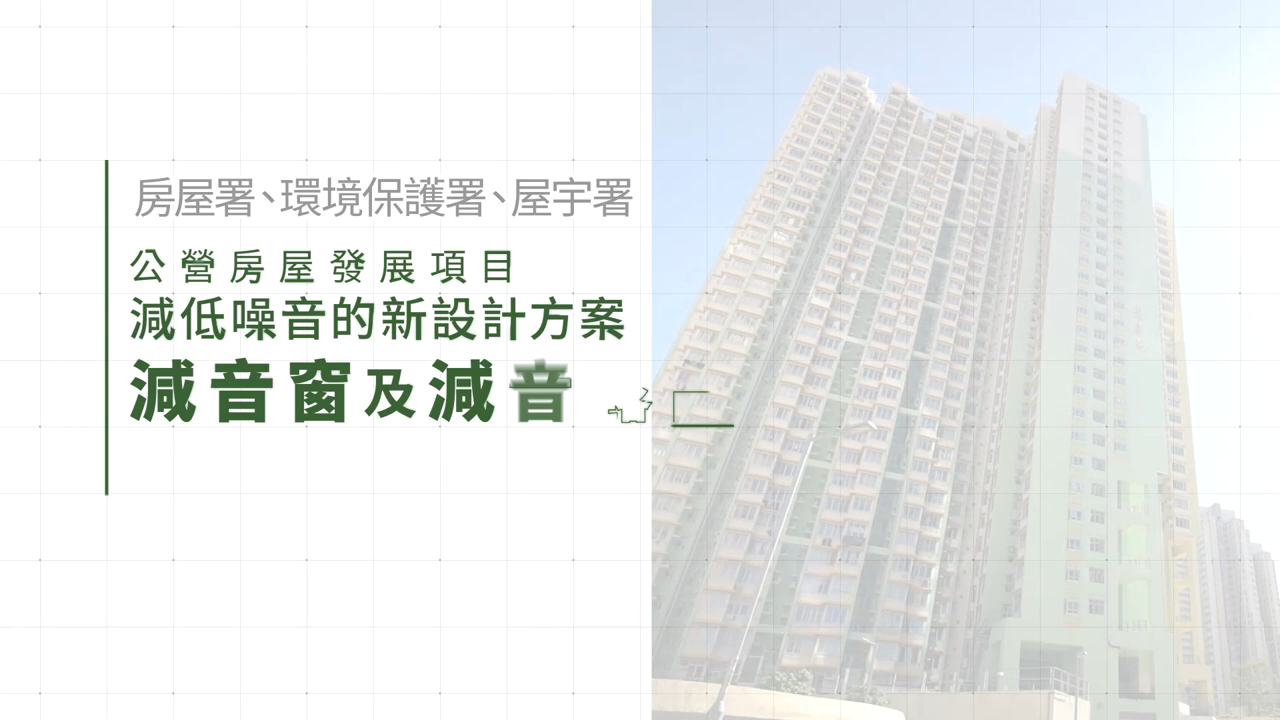 房屋署、環境保護署、屋宇署
公營房屋發展項目
減低噪音的新設計方案
減音窗及減音